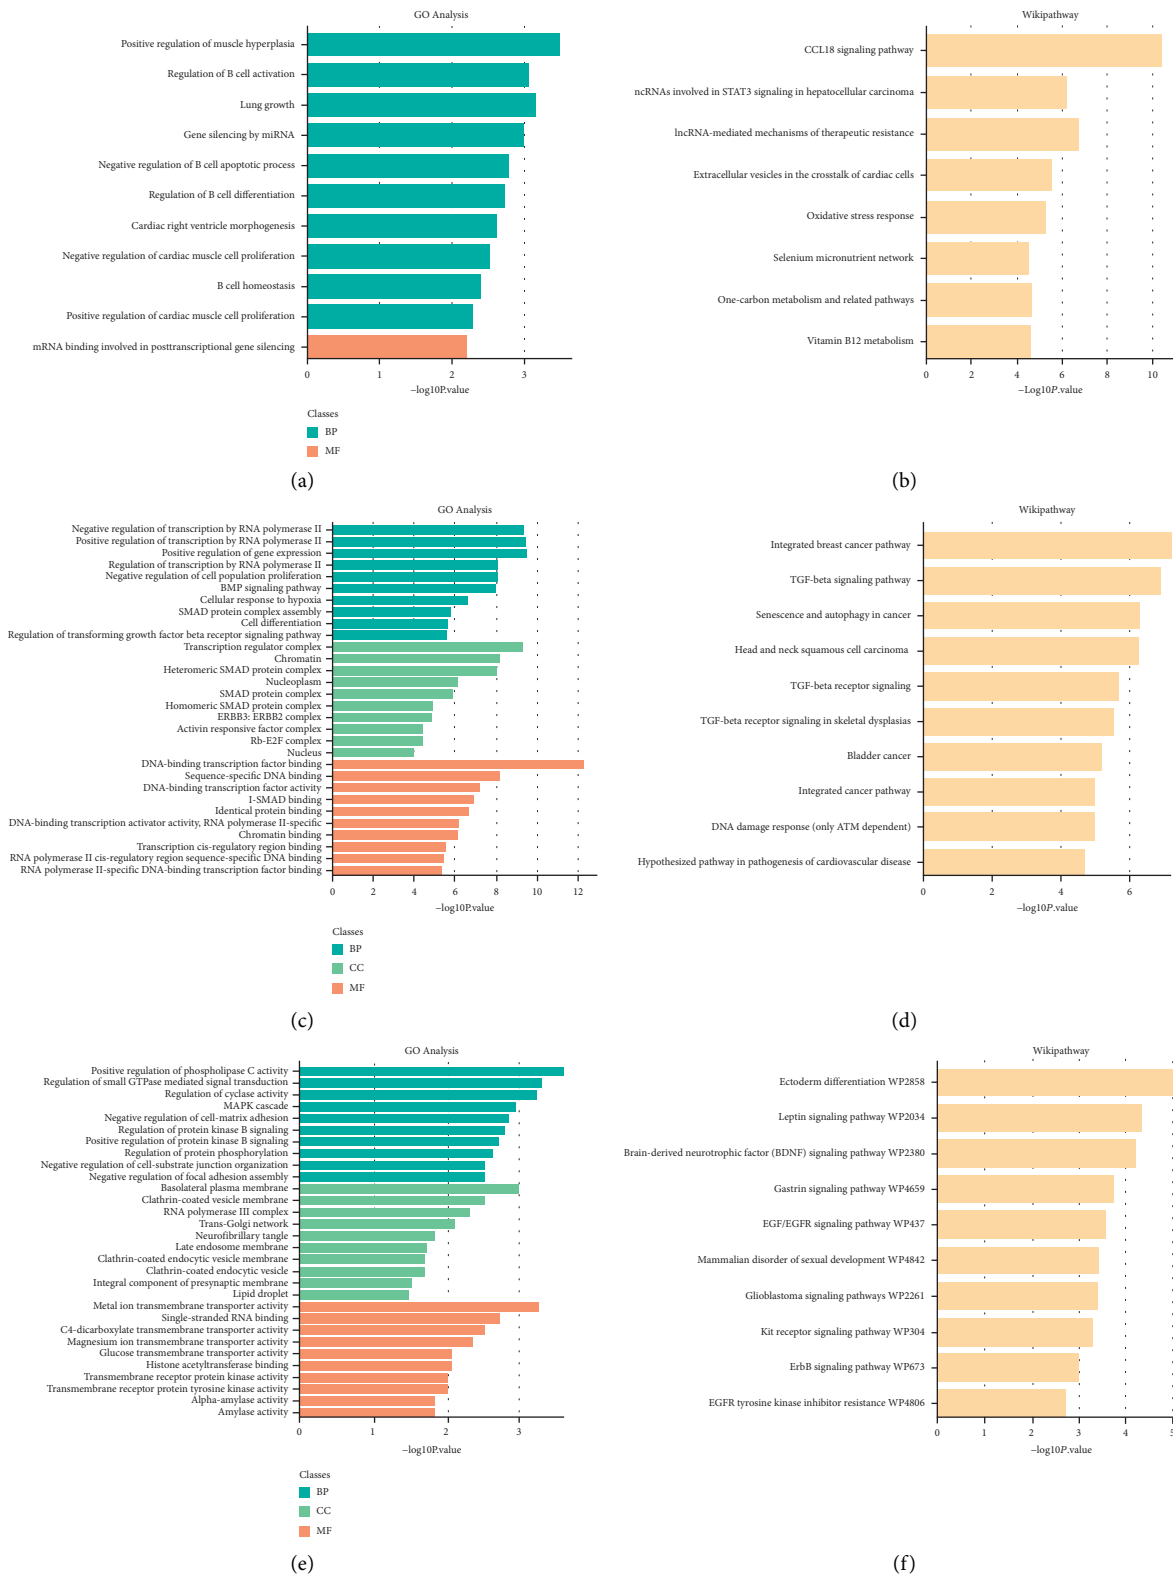 GO Analysis
Positive regulation of muscle hyperplasia
Regulation of B cell activation
Lung growth
Gene silencing by miRNA
Negative regulation of B cell apoptotic process
Regulation of B cell differentiation
Cardiac right ventricle morphogenesis
Negative regulation of cardiac muscle cell proliferation
B cell homeostasis
Positive regulation of cardiac muscle cell proliferation
mRNA binding involved in posttranscriptional gene silencing
0 1 2 3
−log10P.value
Classes
BP
MF
(a)
Wikipathway
CCL18 signaling pathway
ncRNAs involved in STAT3 signaling in hepatocellular carcinoma
lncRNA-mediated mechanisms of therapeutic resistance
Extracellular vesicles in the crosstalk of cardiac cells
Oxidative stress response
Selenium micronutrient network
One-carbon metabolism and related pathways
Vitamin B12 metabolism
0 2 4 6 8 10
−Log10P.value
(b)
GO Analysis
Negative regulation of transcription by RNA polymerase II
Positive regulation of transcription by RNA polymerase II
Positive regulation of gene expression
Regulation of transcription by RNA polymerase II
Negative regulation of cell population proliferation
BMP signaling pathway
Cellular response to hypoxia
SMAD protein complex assembly
Cell differentiation
Regulation of transforming growth factor beta receptor signaling pathway
Transcription regulator complex
Chromatin
Heteromeric SMAD protein complex
Nucleoplasm
SMAD protein complex
Homomeric SMAD protein complex
ERBB3: ERBB2 complex
Activin responsive factor complex
Rb-E2F complex
Nucleus
DNA-binding transcription factor binding
Sequence-specific DNA binding
DNA-binding transcription factor activity
I-SMAD binding
Identical protein binding
DNA-binding transcription activator activity, RNA polymerase II-specific
Chromatin binding
Transcription cis-regulatory region binding
RNA polymerase II cis-regulatory region sequence-specific DNA binding
RNA polymerase II-specific DNA-binding transcription factor binding
0 2 4 6 8 10 12
−log10P.value
Classes
BP
CC
MF
(c)
Wikipathway
Integrated breast cancer pathway
TGF-beta signaling pathway
Senescence and autophagy in cancer
Head and neck squamous cell carcinoma
TGF-beta receptor signaling
TGF-beta receptor signaling in skeletal dysplasias
Bladder cancer
Integrated cancer pathway
DNA damage response (only ATM dependent)
Hypothesized pathway in pathogenesis of cardiovascular disease
0 2 4 6
−log10P.value
(d)
GO Analysis
Positive regulation of phospholipase C activity
Regulation of small GTPase mediated signal transduction
Regulation of cyclase activity
MAPK cascade
Negative regulation of cell-matrix adhesion
Regulation of protein kinase B signaling
Positive regulation of protein kinase B signaling
Regulation of protein phosphorylation
Negative regulation of cell-substrate junction organization
Negative regulation of focal adhesion assembly
Basolateral plasma membrane
Clathrin-coated vesicle membrane
RNA polymerase III complex
Trans-Golgi network
Neurofibrillary tangle
Late endosome membrane
Clathrin-coated endocytic vesicle membrane
Clathrin-coated endocytic vesicle
Integral component of presynaptic membrane
Lipid droplet
Metal ion transmembrane transporter activity
Single-stranded RNA binding
C4-dicarboxylate transmembrane transporter activity
Magnesium ion transmembrane transporter activity
Glucose transmembrane transporter activity
Histone acetyltransferase binding
Transmembrane receptor protein kinase activity
Transmembrane receptor protein tyrosine kinase activity
Alpha-amylase activity
Amylase activity
0 1 2 3
−log10P.value
Classes
BP
CC
MF
(e)
Wikipathway
Ectoderm differentiation WP2858
Leptin signaling pathway WP2034
Brain-derived neurotrophic factor (BDNF) signaling pathway WP2380
Gastrin signaling pathway WP4659
EGF/EGFR signaling pathway WP437
Mammalian disorder of sexual development WP4842
Glioblastoma signaling pathways WP2261
Kit receptor signaling pathway WP304
ErbB signaling pathway WP673
EGFR tyrosine kinase inhibitor resistance WP4806
0 1 2 3 4 5
−log10P.value
(f)